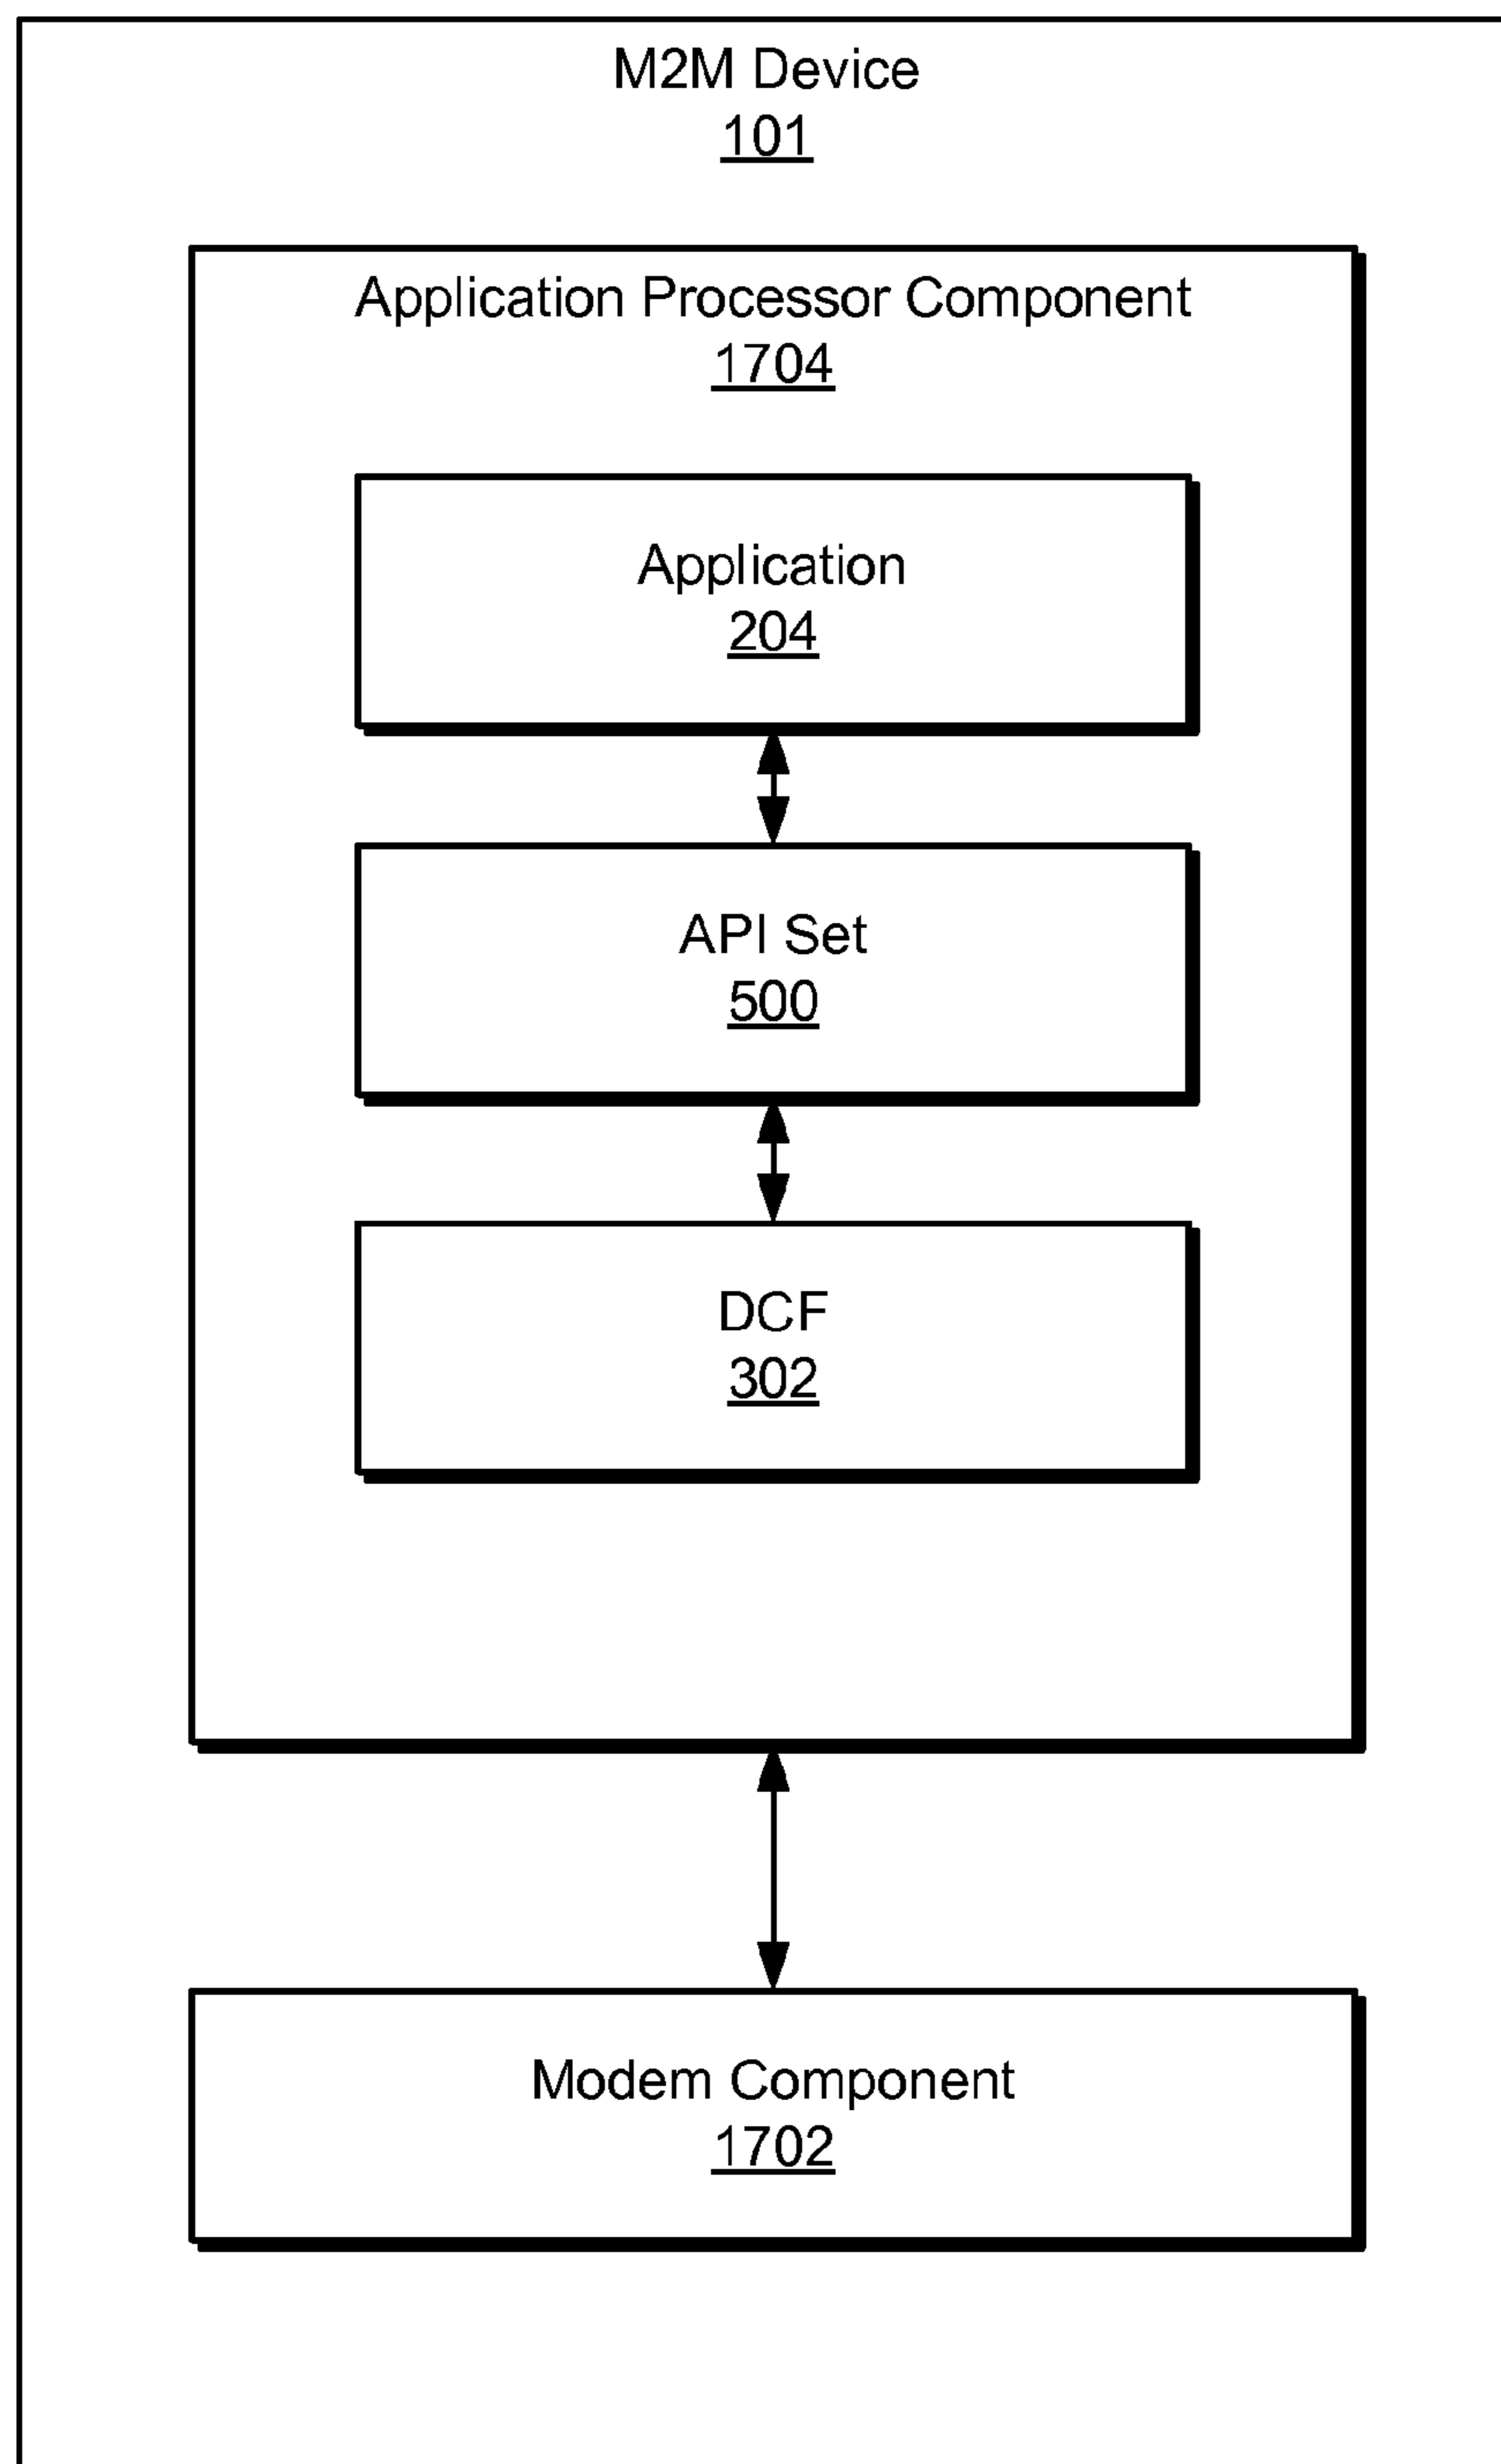 M2M Device
101
Application Processor Component
1704
Application
204
API Set
500
DCF
302
Modem Component
1702